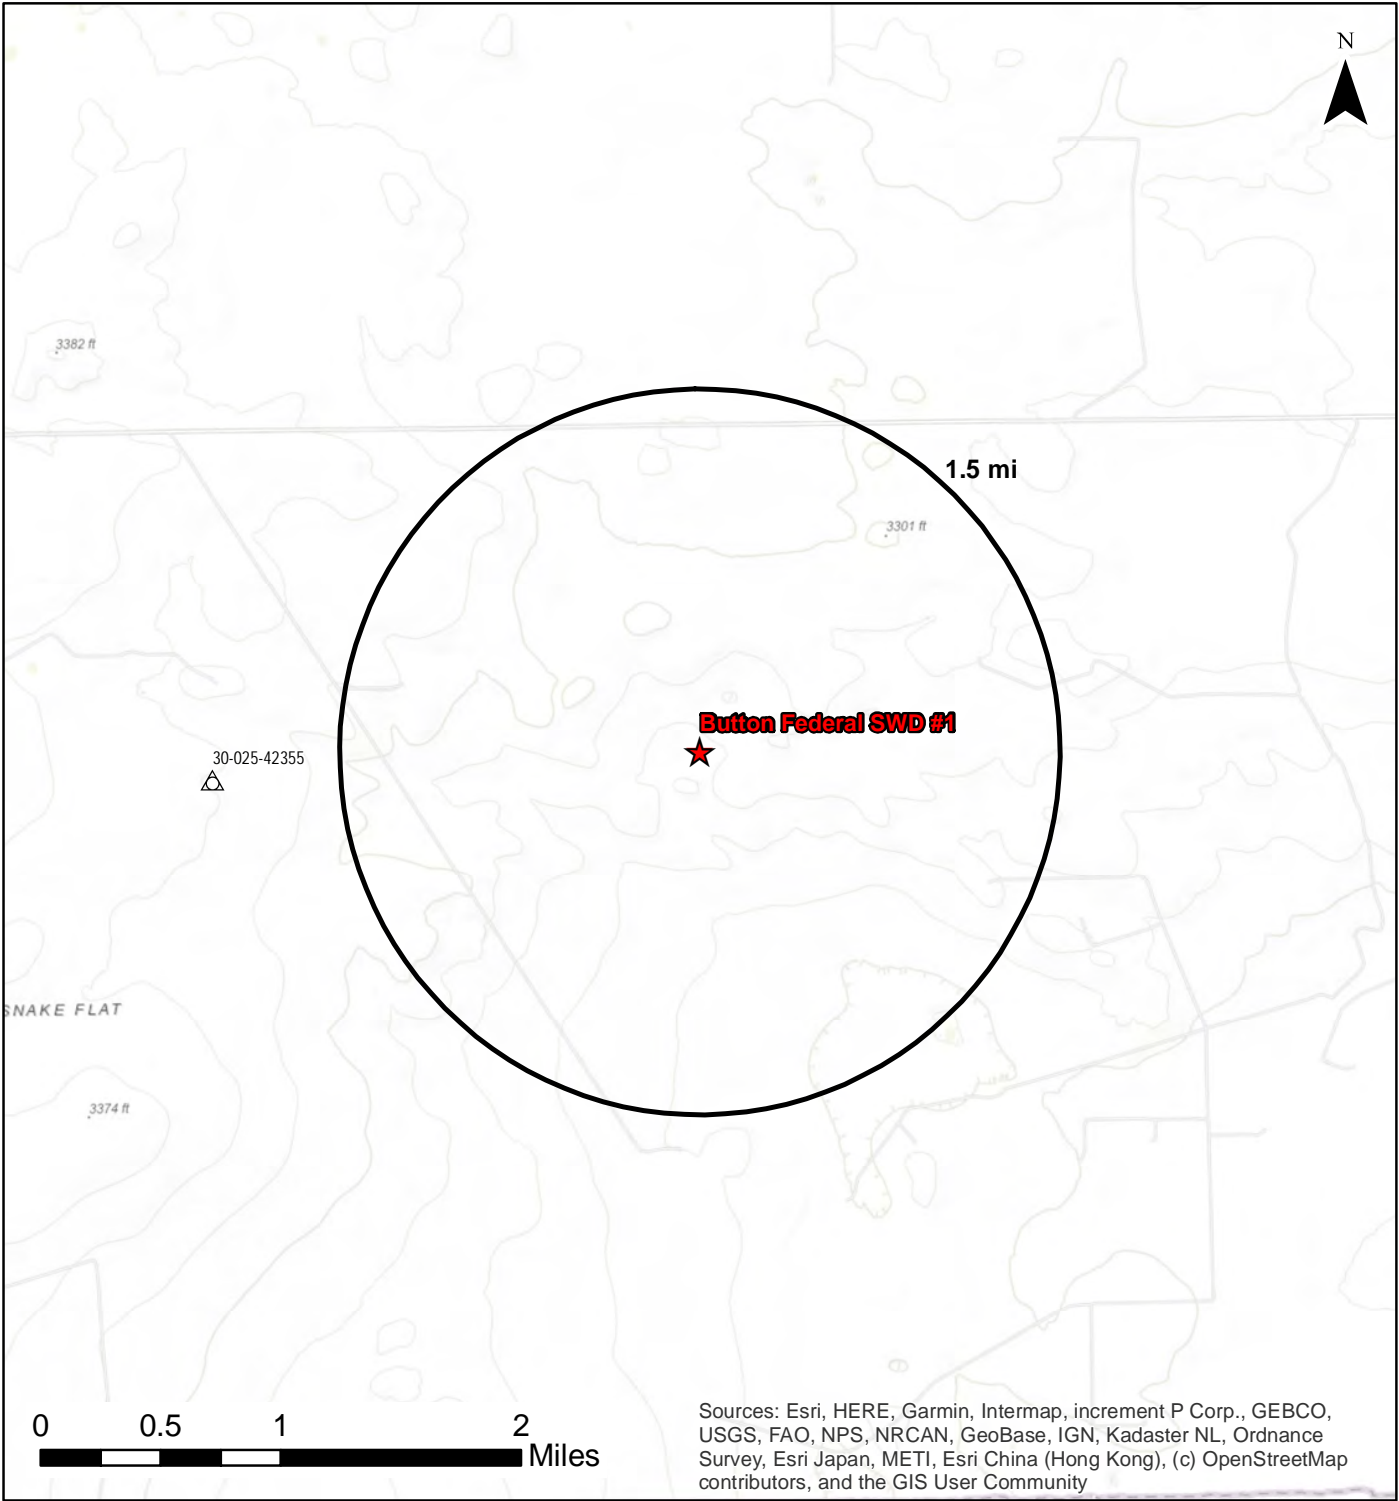 N
3382 ft
1.5 mi
3301 ft
Button Federal SWD #1
30-025-42355
SNAKE FLAT
3374 ft
0 0.5 1 2
Miles
Sources: Esri, HERE, Garmin, Intermap, increment P Corp., GEBCO,
USGS, FAO, NPS, NRCAN, GeoBase, IGN, Kadaster NL, Ordnance
Survey, Esri Japan, METI, Esri China (Hong Kong), (c) OpenStreetMap
contributors, and the GIS User Community